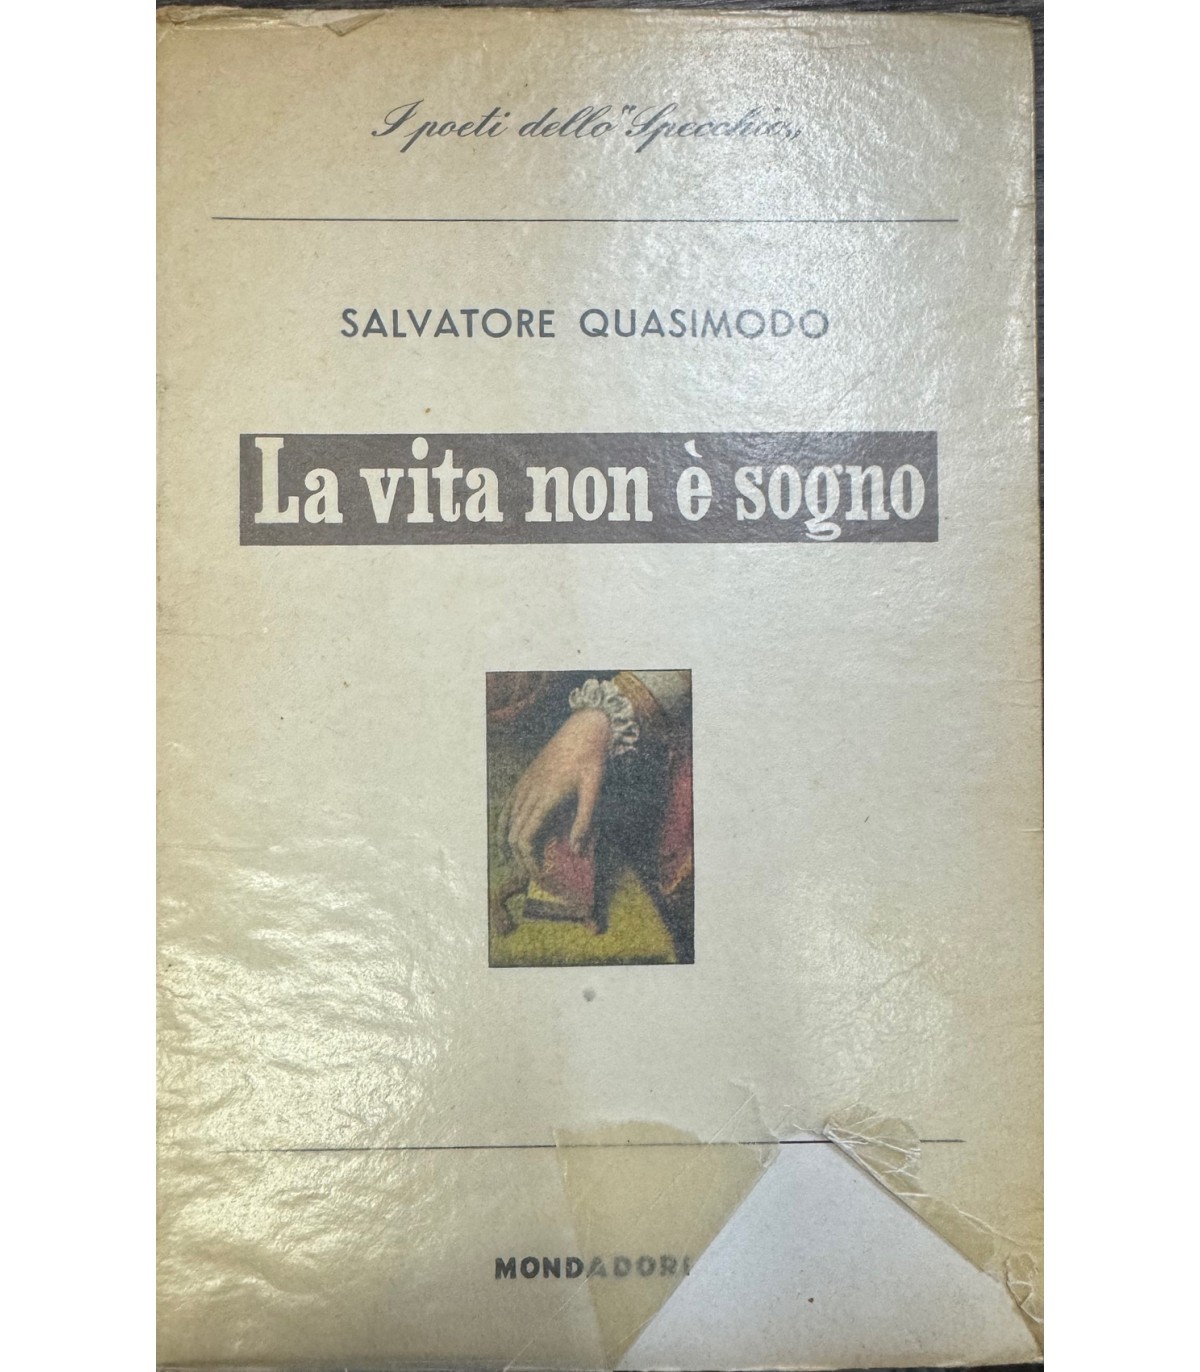 I poeti dello "Specchio„
SALVATORE QUASIMODO
La vita non è sogno
MONDADORI